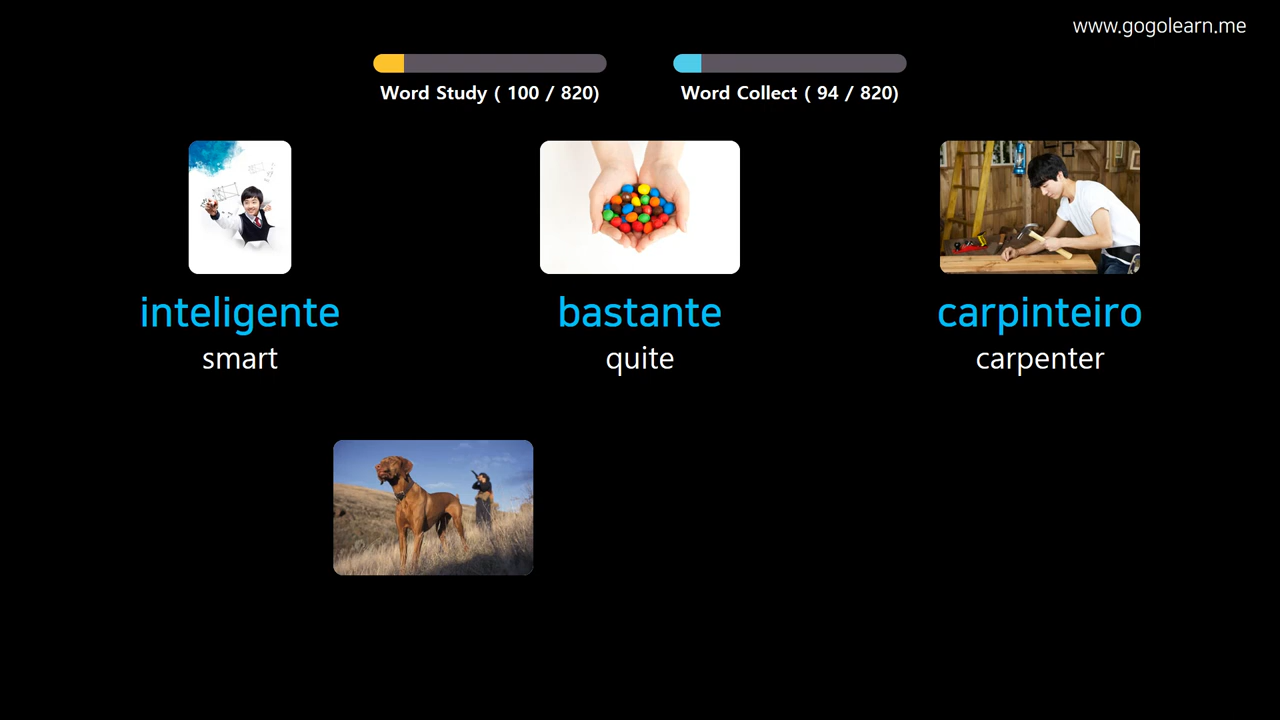 www.gogolearn.me
Word Study ( 100 / 820)
Word Collect ( 94 / 820)
inteligente
smart
bastante
quite
carpinteiro
carpenter